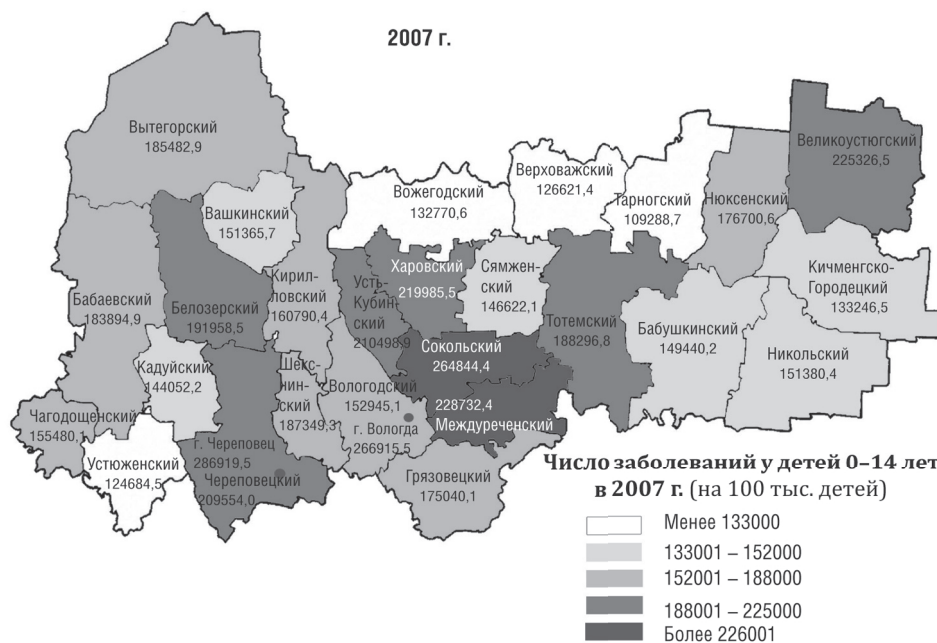 2007 г.
Вытегорский
185482,9
Вашкинский
151365,7
Вожегодский
132770,6
Верховажский
126621,4
Тарногский
109288,7
Нюксенский
176700,6
Великоустюгский
225326,5
Бабаевский
183894,9
Белозерский
191958,5
Кирил-
ловский
160790,4
Усть-
Кубин-
ский
210498,9
Харовский
219985,5
Сямжен-
ский
146622,1
Тотемский
188296,8
Бабушкинский
149440,2
Кичменгско-
Городецкий
133246,5
Никольский
151380,4
Кадуйский
144052,2
Шекс-
нин-
ский
187349,3
Сокольский
264844,4
Вологодский
152945,1
г. Вологда
266915,5
228732,4
Междуреченский
Чагодощенский
155480,1
Устюженский
124684,5
г. Череповец
286919,5
Череповецкий
209554,0
Грязовецкий
175040,1
Число заболеваний у детей 0–14 лет
в 2007 г. (на 100 тыс. детей)
Менее 133000
133001 – 152000
152001 – 188000
188001 – 225000
Более 226001